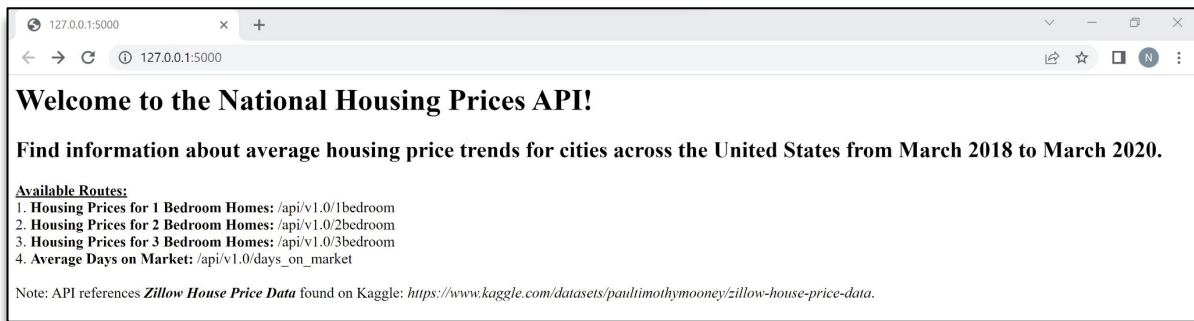 127.0.0.1:5000
127.0.0.1:5000
N
Welcome to the National Housing Prices API!
Find information about average housing price trends for cities across the United States from March 2018 to March 2020.
Available Routes:
1. Housing Prices for 1 Bedroom Homes: /api/v1.0/1bedroom
2. Housing Prices for 2 Bedroom Homes: /api/v1.0/2bedroom
3. Housing Prices for 3 Bedroom Homes: /api/v1.0/3bedroom
4. Average Days on Market: /api/v1.0/days_on_market
Note: API references Zillow House Price Data found on Kaggle: https://www.kaggle.com/datasets/paultimothymooney/zillow-house-price-data.